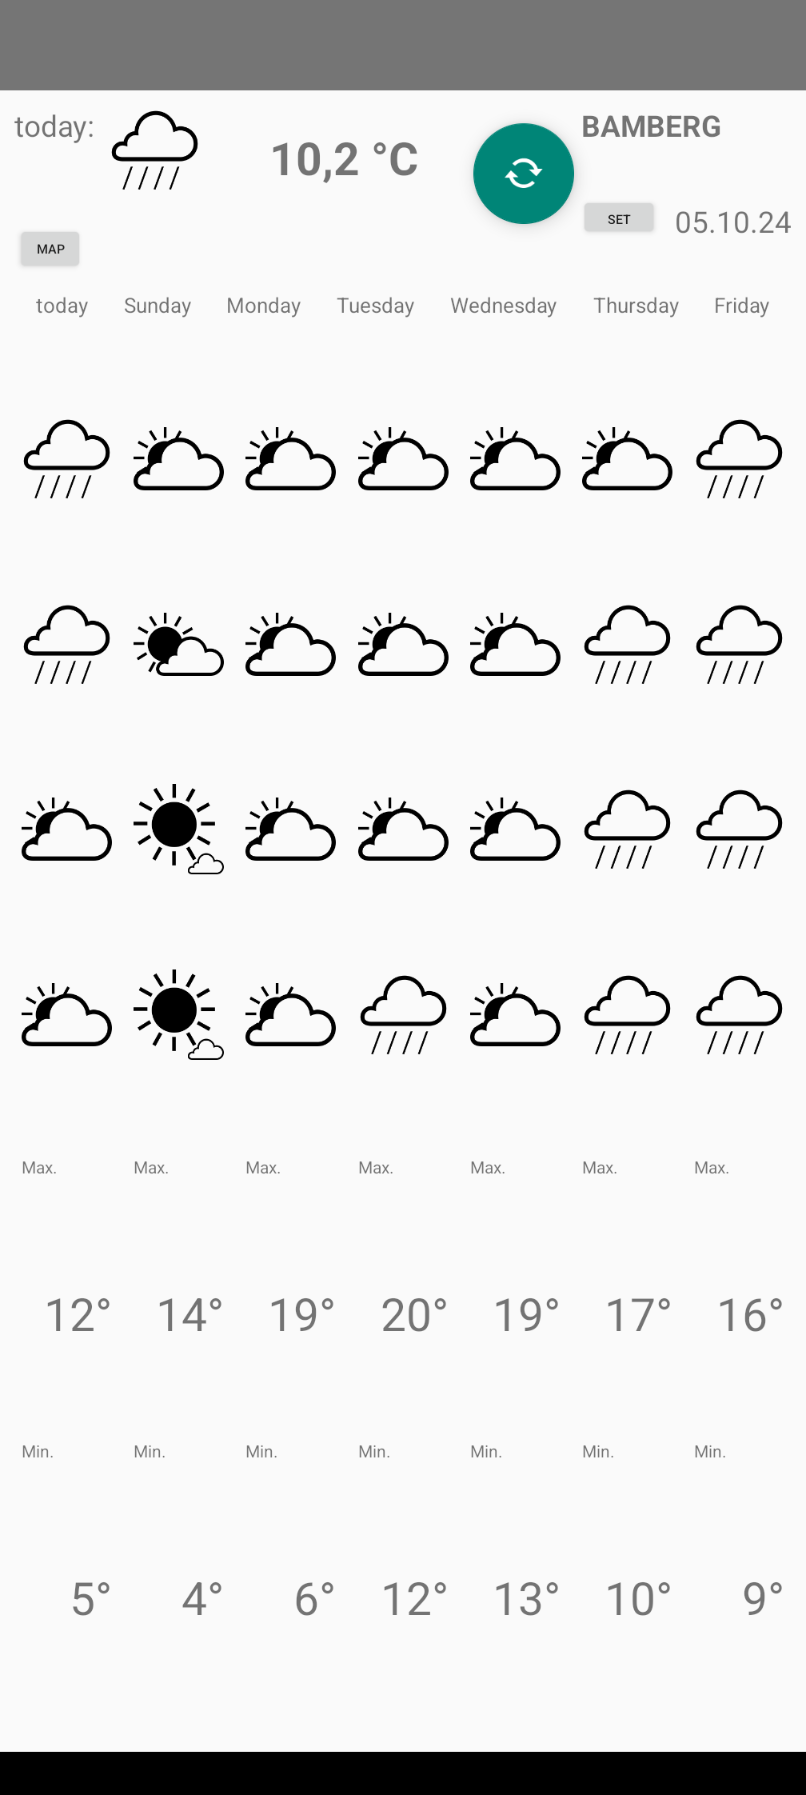 today:
10,2 °C
BAMBERG
SET
05.10.24
MAP
today Sunday Monday Tuesday Wednesday Thursday Friday
Max. Max. Max. Max. Max. Max. Max.
12° 14° 19° 20° 19° 17° 16°
Min. Min. Min. Min. Min. Min. Min.
5° 4° 6° 12° 13° 10° 9°